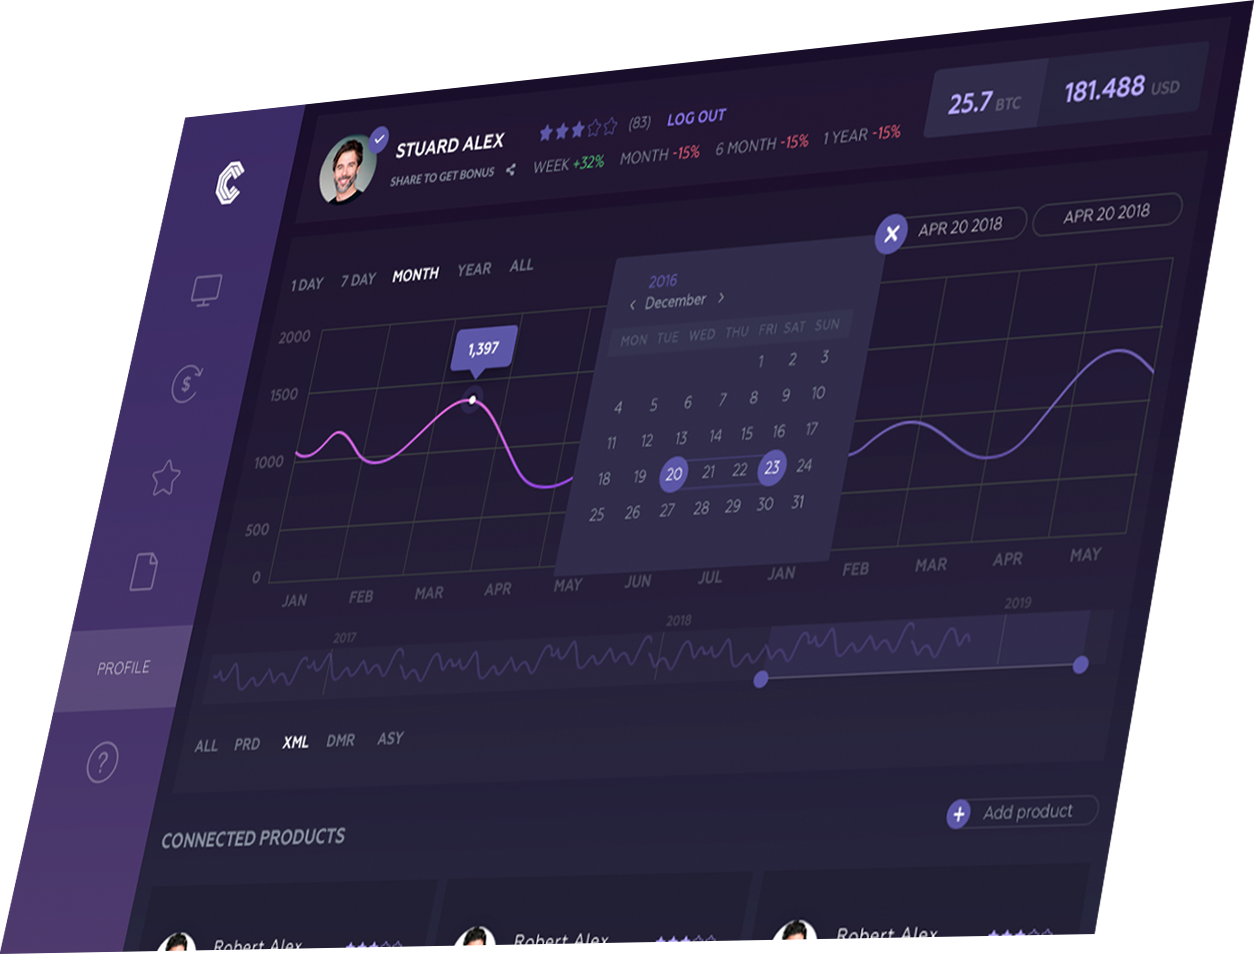 STUARD ALEX
(83)
LOG OUT
25.7 BTC
181.488 USD
SHARE TO GET BONUS
WEEK +32%
MONTH -15%
6 MONTH -15%
1 YEAR -15%
APR 20 2018
APR 20 2018
1 DAY
7 DAY
MONTH
YEAR
ALL
2000
1500
1000
500
0
1,397
2016
‹ December ›
MON TUE WED THU FRI SAT SUN
1 2 3
4 5 6 7 8 9 10
11 12 13 14 15 16 17
18 19 20 21 22 23 24
25 26 27 28 29 30 31
JAN FEB MAR APR MAY JUN JUL JAN FEB MAR APR MAY
2017
2018
2019
PROFILE
ALL PRD XML DMR ASY
CONNECTED PRODUCTS
Add product
Robert Alex
Robert Alex
Robert Alex